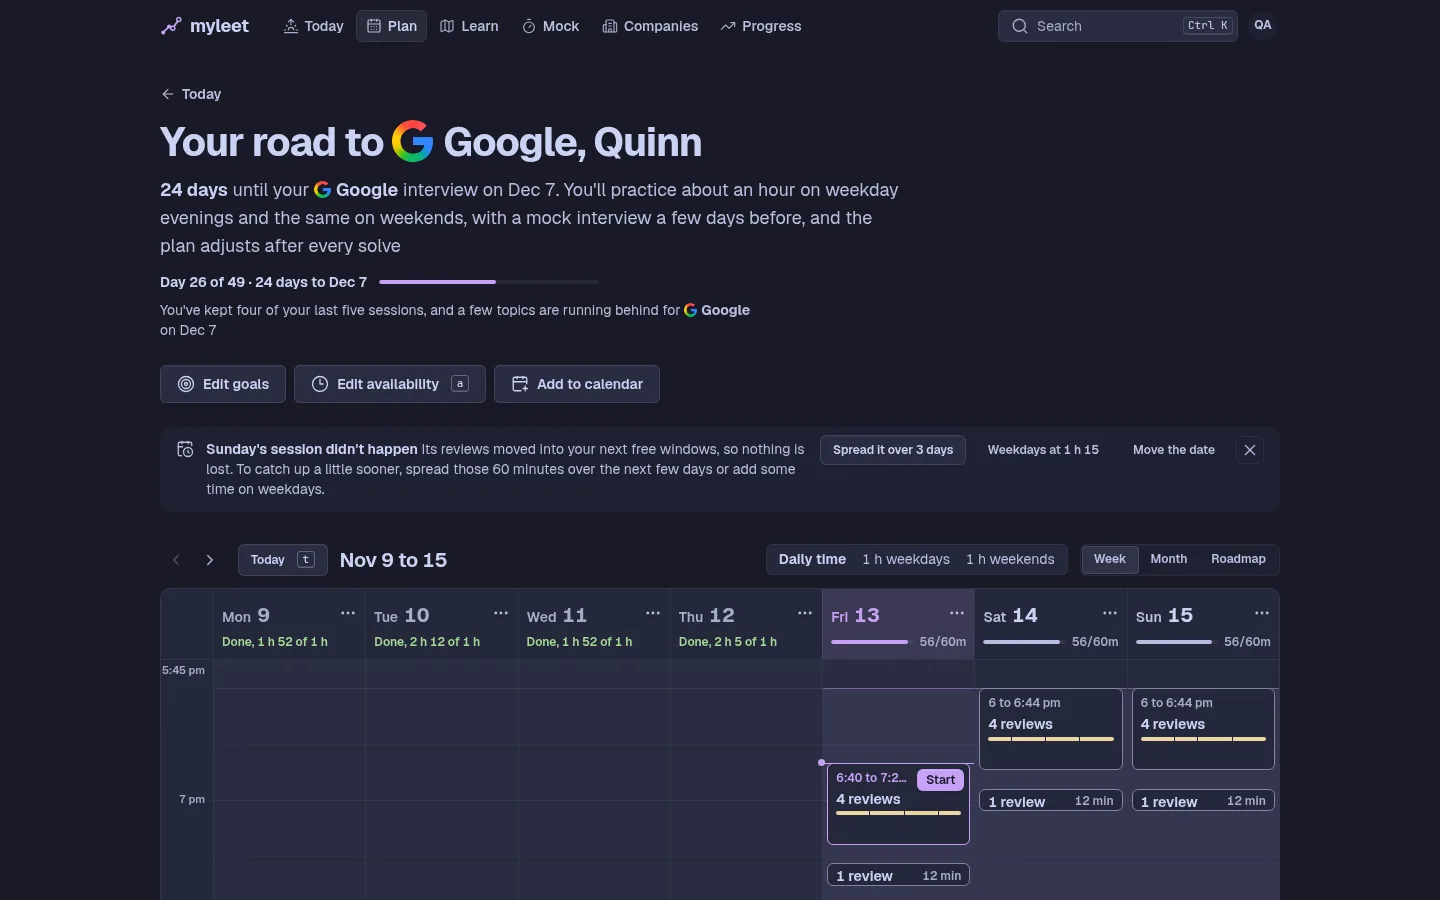 myleet
Today
Plan
Learn
Mock
Companies
Progress
Search
Ctrl K
QA
Today
Your road to Google, Quinn
24 days until your Google interview on Dec 7. You'll practice about an hour on weekday
evenings and the same on weekends, with a mock interview a few days before, and the
plan adjusts after every solve
Day 26 of 49 · 24 days to Dec 7
You've kept four of your last five sessions, and a few topics are running behind for Google
on Dec 7
Edit goals
Edit availability a
Add to calendar
Sunday's session didn't happen Its reviews moved into your next free windows, so nothing is
lost. To catch up a little sooner, spread those 60 minutes over the next few days or add some
time on weekdays.
Spread it over 3 days
Weekdays at 1 h 15
Move the date
Today t
Nov 9 to 15
Daily time 1 h weekdays 1 h weekends
Week
Month
Roadmap
Mon 9
Done, 1 h 52 of 1 h
Tue 10
Done, 2 h 12 of 1 h
Wed 11
Done, 1 h 52 of 1 h
Thu 12
Done, 2 h 5 of 1 h
Fri 13
56/60m
Sat 14
56/60m
Sun 15
56/60m
5:45 pm
7 pm
6:40 to 7:2...
Start
4 reviews
1 review 12 min
6 to 6:44 pm
4 reviews
1 review 12 min
6 to 6:44 pm
4 reviews
1 review 12 min